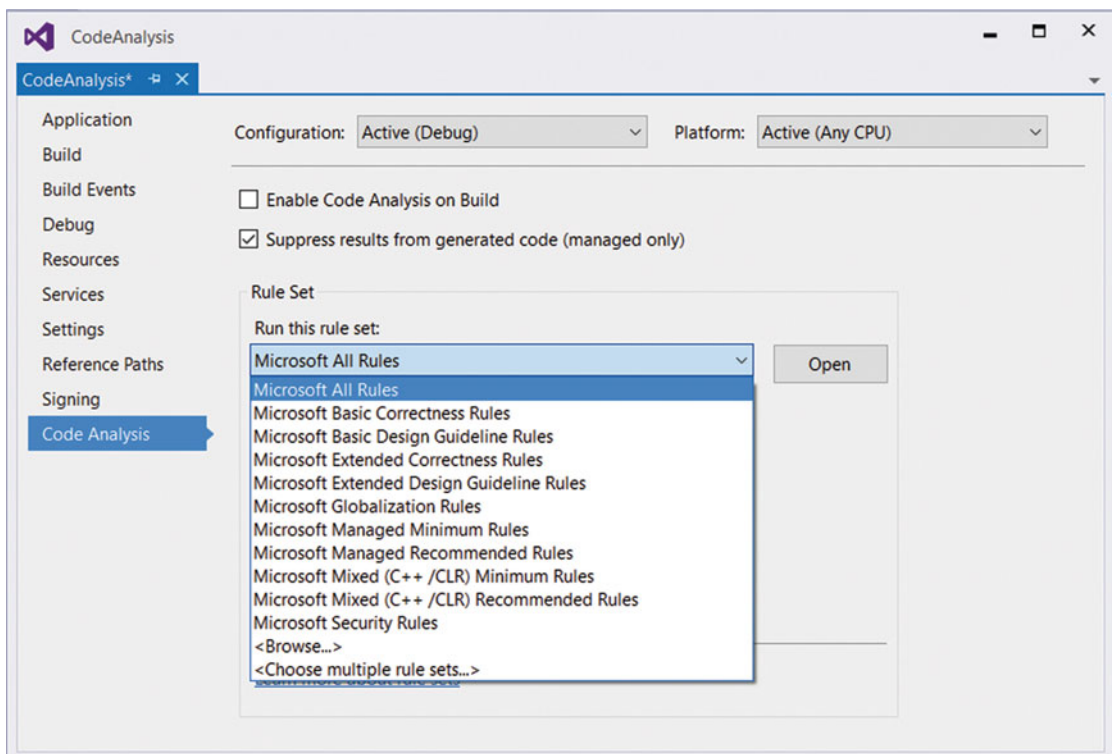 CodeAnalysis
CodeAnalysis*
Application
Build
Build Events
Debug
Resources
Services
Settings
Reference Paths
Signing
Code Analysis
Configuration: Active (Debug) Platform: Active (Any CPU)
Enable Code Analysis on Build
Suppress results from generated code (managed only)
Rule Set
Run this rule set:
Microsoft All Rules Open
Microsoft All Rules
Microsoft Basic Correctness Rules
Microsoft Basic Design Guideline Rules
Microsoft Extended Correctness Rules
Microsoft Extended Design Guideline Rules
Microsoft Globalization Rules
Microsoft Managed Minimum Rules
Microsoft Managed Recommended Rules
Microsoft Mixed (C++ /CLR) Minimum Rules
Microsoft Mixed (C++ /CLR) Recommended Rules
Microsoft Security Rules
<Browse...>
<Choose multiple rule sets...>